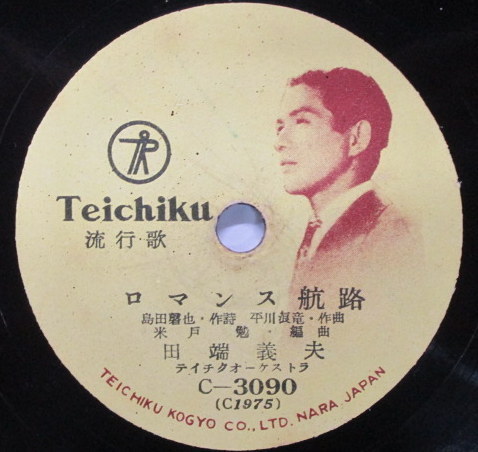 Teichiku
流行歌
ロマンス航路
島田磬也・作詩 平川浪竜・作曲
米戸勉・編曲
田端義夫
テイチクオーケストラ
C—3090
(C1975)
TEICHIKU KOGYO CO., LTD. NARA JAPAN